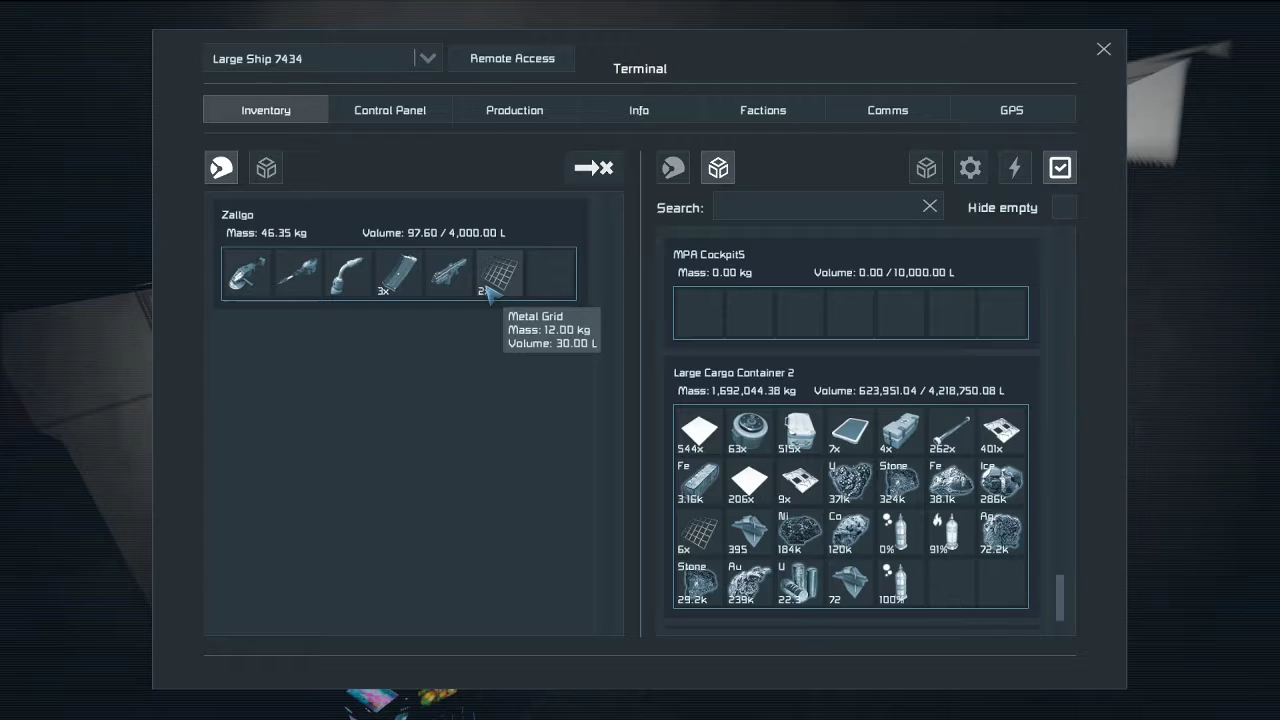 Large Ship 7434
Remote Access
Terminal
Inventory
Control Panel
Production
Info
Factions
Comms
GPS
Search:
Hide empty
Zallgo
Mass: 46.35 kg
Volume: 97.60 / 4,000.00 L
3x
Metal Grid
Mass: 12.00 kg
Volume: 30.00 L
MPA Cockpit5
Mass: 0.00 kg
Volume: 0.00 / 10,000.00 L
Large Cargo Container 2
Mass: 1,692,044.38 kg
Volume: 623,951.04 / 4,218,750.08 L
544x 63x 515x 7x 4x 262x 401x
Fe U Stone Fe Ice
3.16k 206x 9x 371k 324k 38.1k 286k
Ni Co Ag
6x 395 184k 120k 0% 91% 72.2k
Stone Au U
29.2k 239k 22.3 72 100%